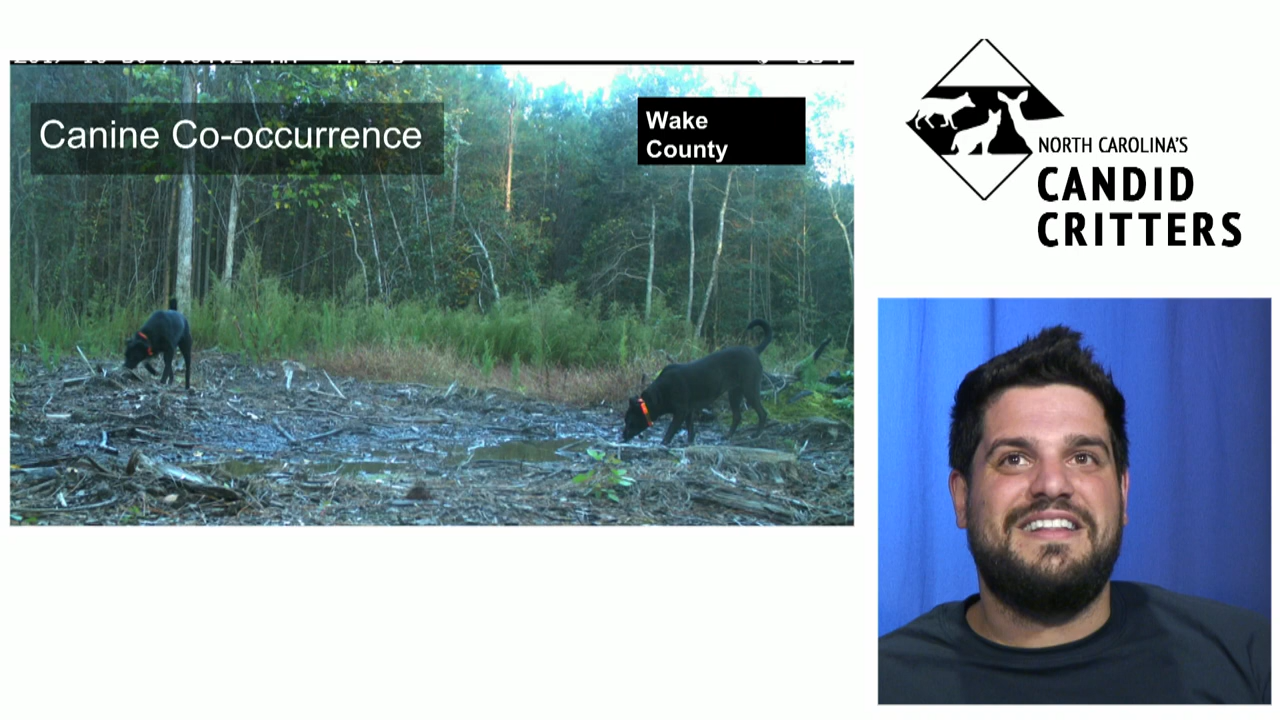 Canine Co-occurrence
Wake
County
NORTH CAROLINA'S
CANDID
CRITTERS